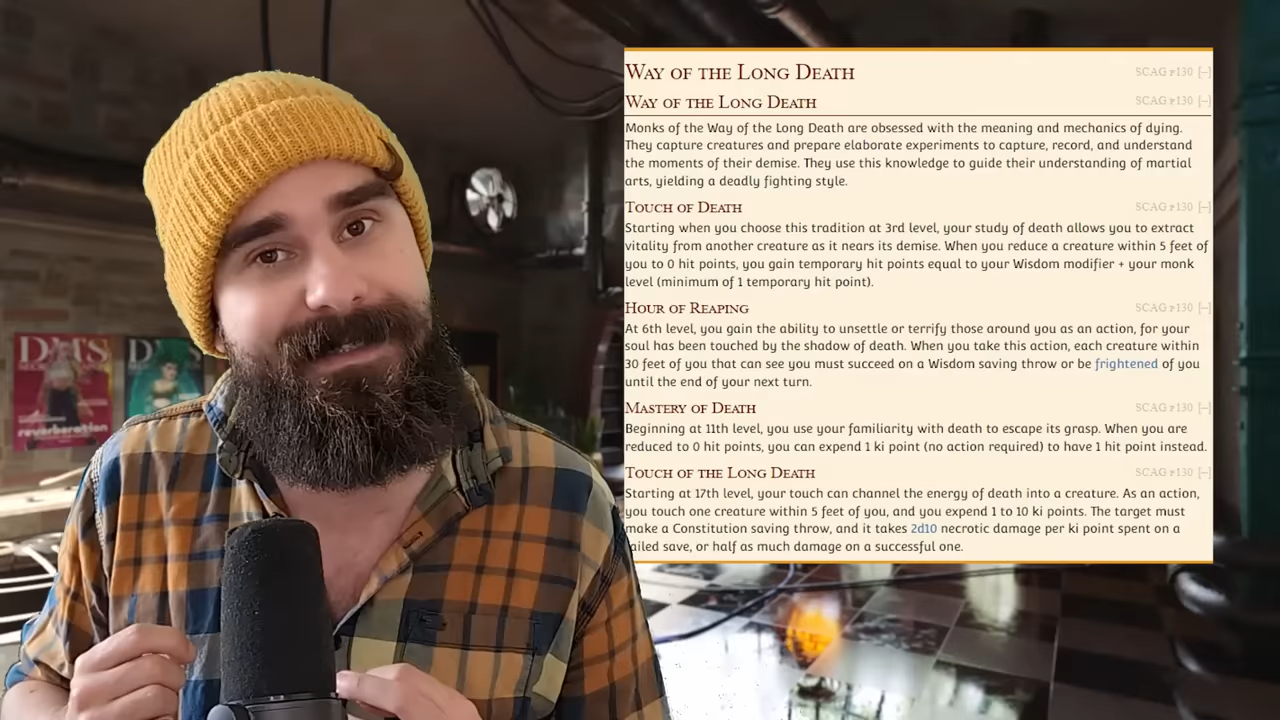 WAY OF THE LONG DEATH SCAG P130 [–]
WAY OF THE LONG DEATH SCAG P130 [–]
Monks of the Way of the Long Death are obsessed with the meaning and mechanics of dying.
They capture creatures and prepare elaborate experiments to capture, record, and understand
the moments of their demise. They use this knowledge to guide their understanding of martial
arts, yielding a deadly fighting style.
TOUCH OF DEATH SCAG P130 [–]
Starting when you choose this tradition at 3rd level, your study of death allows you to extract
vitality from another creature as it nears its demise. When you reduce a creature within 5 feet of
you to 0 hit points, you gain temporary hit points equal to your Wisdom modifier + your monk
level (minimum of 1 temporary hit point).
HOUR OF REAPING SCAG P130 [–]
At 6th level, you gain the ability to unsettle or terrify those around you as an action, for your
soul has been touched by the shadow of death. When you take this action, each creature within
30 feet of you that can see you must succeed on a Wisdom saving throw or be frightened of you
until the end of your next turn.
MASTERY OF DEATH SCAG P130 [–]
Beginning at 11th level, you use your familiarity with death to escape its grasp. When you are
reduced to 0 hit points, you can expend 1 ki point (no action required) to have 1 hit point instead.
TOUCH OF THE LONG DEATH SCAG P130 [–]
Starting at 17th level, your touch can channel the energy of death into a creature. As an action,
you touch one creature within 5 feet of you, and you expend 1 to 10 ki points. The target must
make a Constitution saving throw, and it takes 2d10 necrotic damage per ki point spent on a
ailed save, or half as much damage on a successful one.
reverberation